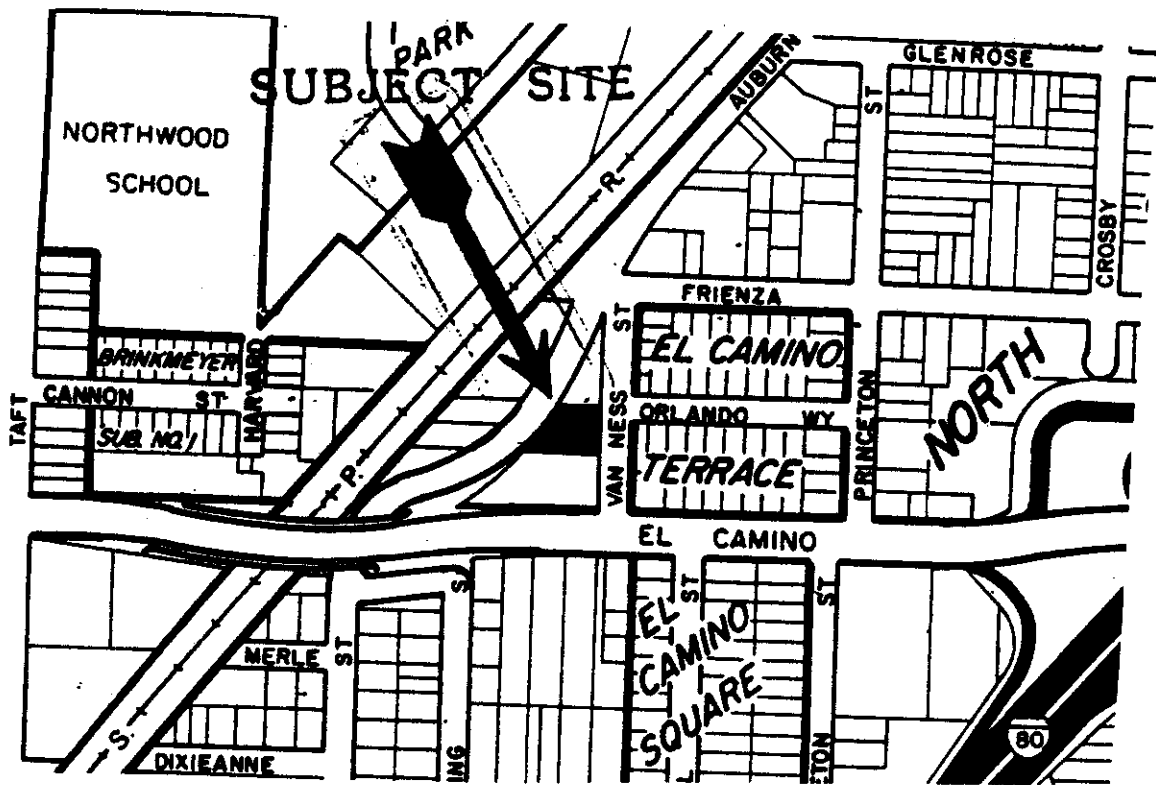 PARK
SUBJECT SITE
NORTHWOOD
SCHOOL
AUBURN
GLENROSE
ST
CROSBY
R.
FRIENZA
ST
EL CAMINO
BRINKMEYER
HARVARD
CANNON ST
TAFT
SUB. NO. 1
ORLANDO WY
VAN NESS
TERRACE
PRINCETON
NORTH
P.
EL CAMINO
S
ST
ST
EL
CAMINO
SQUARE
MERLE
ST
S.
DIXIEANNE
ING
L
ETON
80